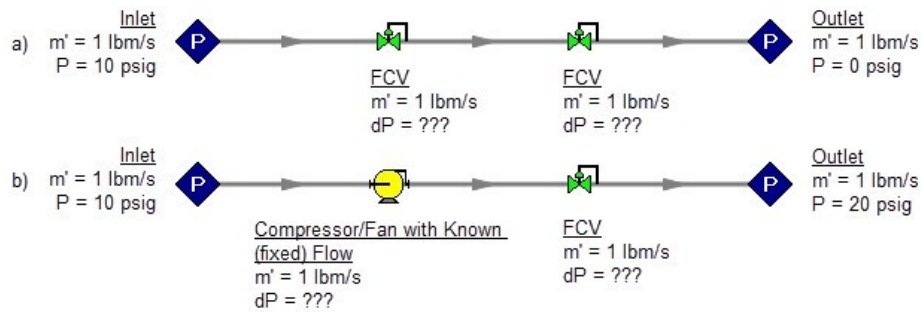 a)
Inlet
m' = 1 lbm/s
P = 10 psig
P
FCV
m' = 1 lbm/s
dP = ???
FCV
m' = 1 lbm/s
dP = ???
P
Outlet
m' = 1 lbm/s
P = 0 psig
b)
Inlet
m' = 1 lbm/s
P = 10 psig
P
Compressor/Fan with Known
(fixed) Flow
m' = 1 lbm/s
dP = ???
FCV
m' = 1 lbm/s
dP = ???
P
Outlet
m' = 1 lbm/s
P = 20 psig